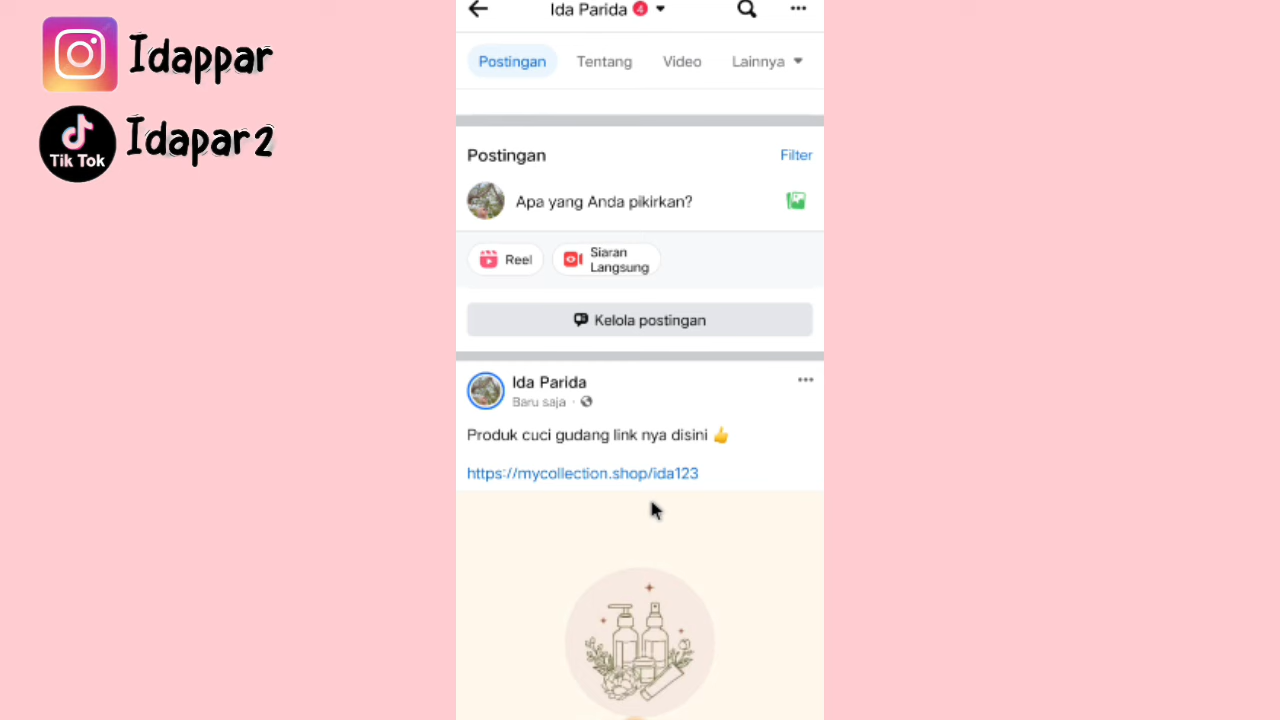 Idappar
Tik Tok
Idapar2
Ida Parida 4
Postingan Tentang Video Lainnya
Postingan
Filter
Apa yang Anda pikirkan?
Reel
Siaran
Langsung
Kelola postingan
Ida Parida
Baru saja ·
Produk cuci gudang link nya disini 👍
https://mycollection.shop/ida123